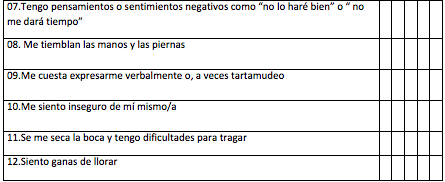 07.Tengo pensamientos o sentimientos negativos como “no lo haré bien” o “ no
me dará tiempo”
08. Me tiemblan las manos y las piernas
09.Me cuesta expresarme verbalmente o, a veces tartamudeo
10.Me siento inseguro de mí mismo/a
11.Se me seca la boca y tengo dificultades para tragar
12.Siento ganas de llorar